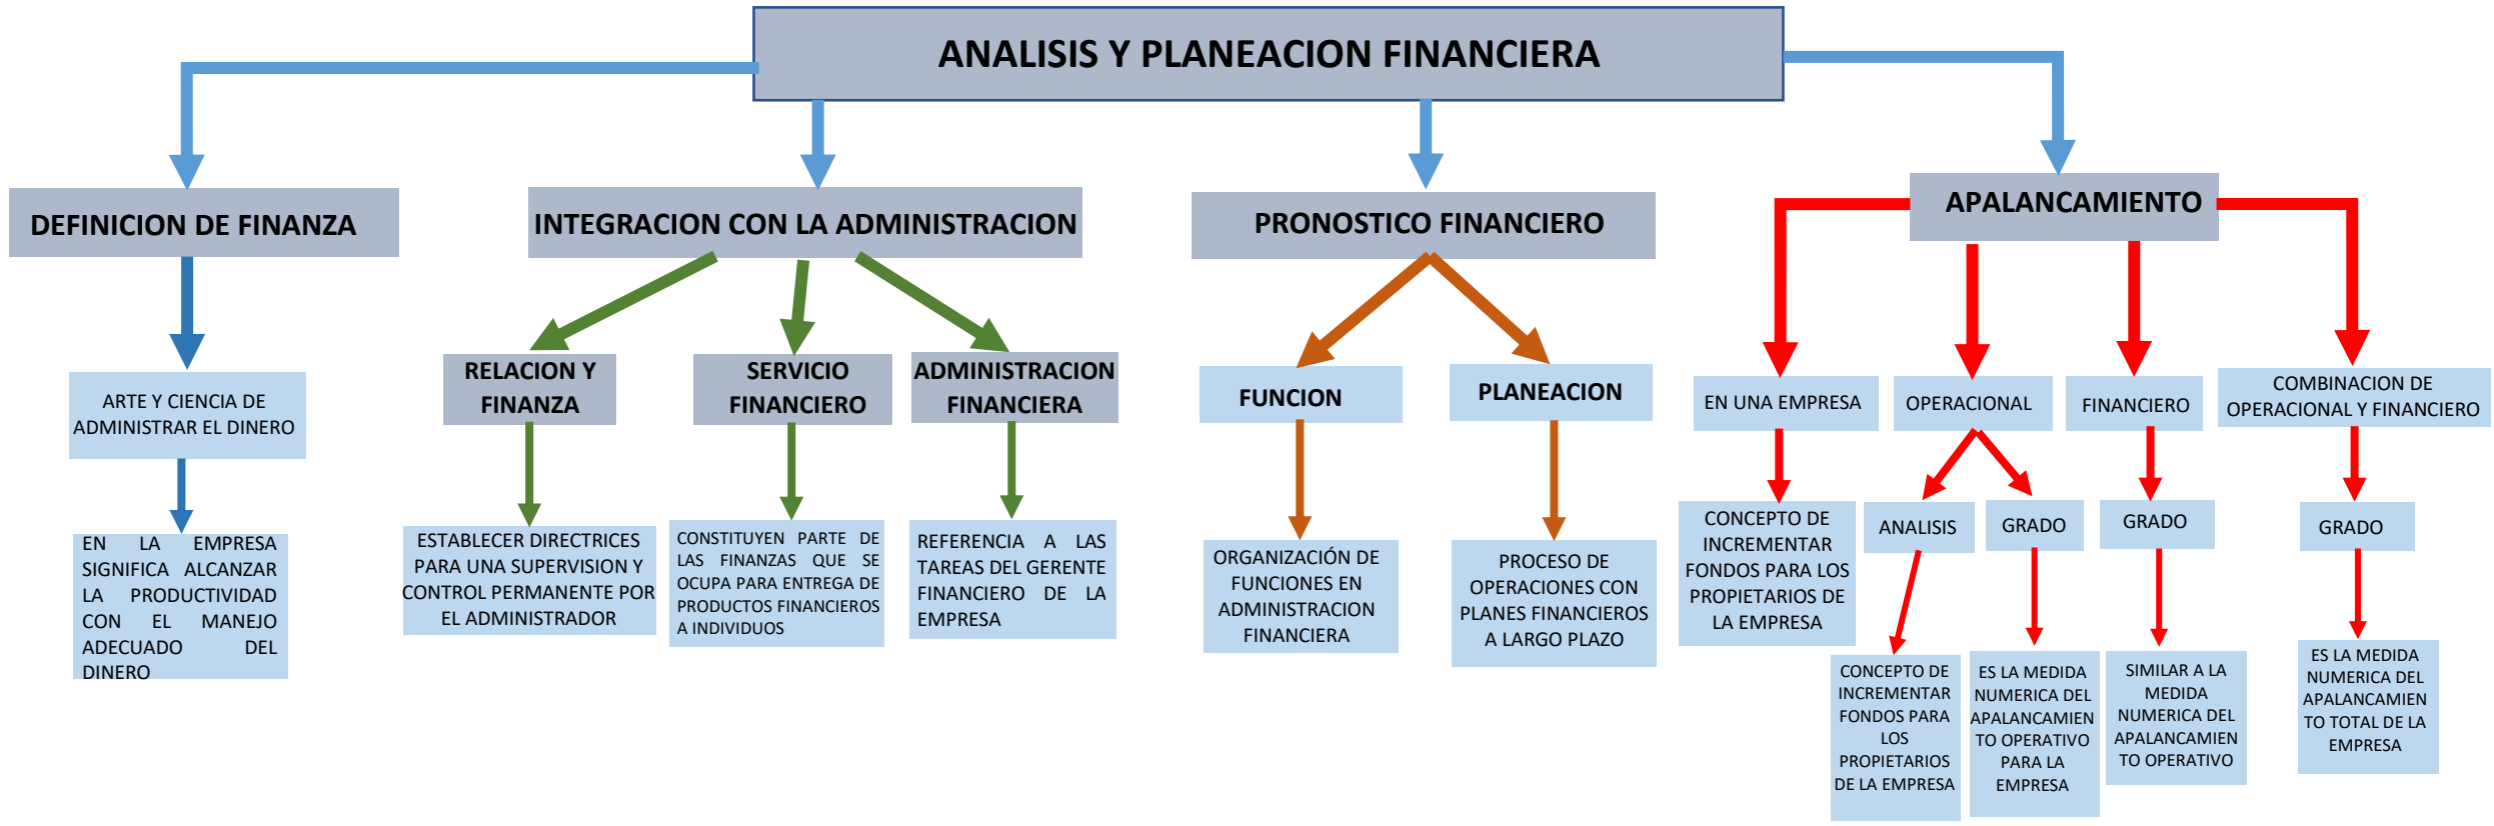 ANALISIS Y PLANEACION FINANCIERA
DEFINICION DE FINANZA
INTEGRACION CON LA ADMINISTRACION
PRONOSTICO FINANCIERO
APALANCAMIENTO
ARTE Y CIENCIA DE
ADMINISTRAR EL DINERO
EN LA EMPRESA
SIGNIFICA ALCANZAR
LA PRODUCTIVIDAD
CON EL MANEJO
ADECUADO DEL
DINERO
RELACION Y
FINANZA
SERVICIO
FINANCIERO
ADMINISTRACION
FINANCIERA
ESTABLECER DIRECTRICES
PARA UNA SUPERVISION Y
CONTROL PERMANENTE POR
EL ADMINISTRADOR
CONSTITUYEN PARTE DE
LAS FINANZAS QUE SE
OCUPA PARA ENTREGA DE
PRODUCTOS FINANCIEROS
A INDIVIDUOS
REFERENCIA A LAS
TAREAS DEL GERENTE
FINANCIERO DE LA
EMPRESA
FUNCION
PLANEACION
ORGANIZACIÓN DE
FUNCIONES EN
ADMINISTRACION
FINANCIERA
PROCESO DE
OPERACIONES CON
PLANES FINANCIEROS
A LARGO PLAZO
EN UNA EMPRESA
OPERACIONAL
FINANCIERO
COMBINACION DE
OPERACIONAL Y FINANCIERO
CONCEPTO DE
INCREMENTAR
FONDOS PARA LOS
PROPIETARIOS DE
LA EMPRESA
ANALISIS
GRADO
GRADO
GRADO
CONCEPTO DE
INCREMENTAR
FONDOS PARA
LOS
PROPIETARIOS
DE LA EMPRESA
ES LA MEDIDA
NUMERICA DEL
APALANCAMIEN
TO OPERATIVO
PARA LA
EMPRESA
SIMILAR A LA
MEDIDA
NUMERICA DEL
APALANCAMIEN
TO OPERATIVO
ES LA MEDIDA
NUMERICA DEL
APALANCAMIEN
TO TOTAL DE LA
EMPRESA